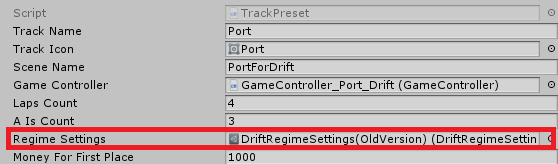 Script TrackPreset
Track Name Port
Track Icon Port
Scene Name PortForDrift
Game Controller GameController_Port_Drift (GameController)
Laps Count 4
A Is Count 3
Regime Settings DriftRegimeSettings(OldVersion) (DriftRegimeSettin
Money For First Place 1000